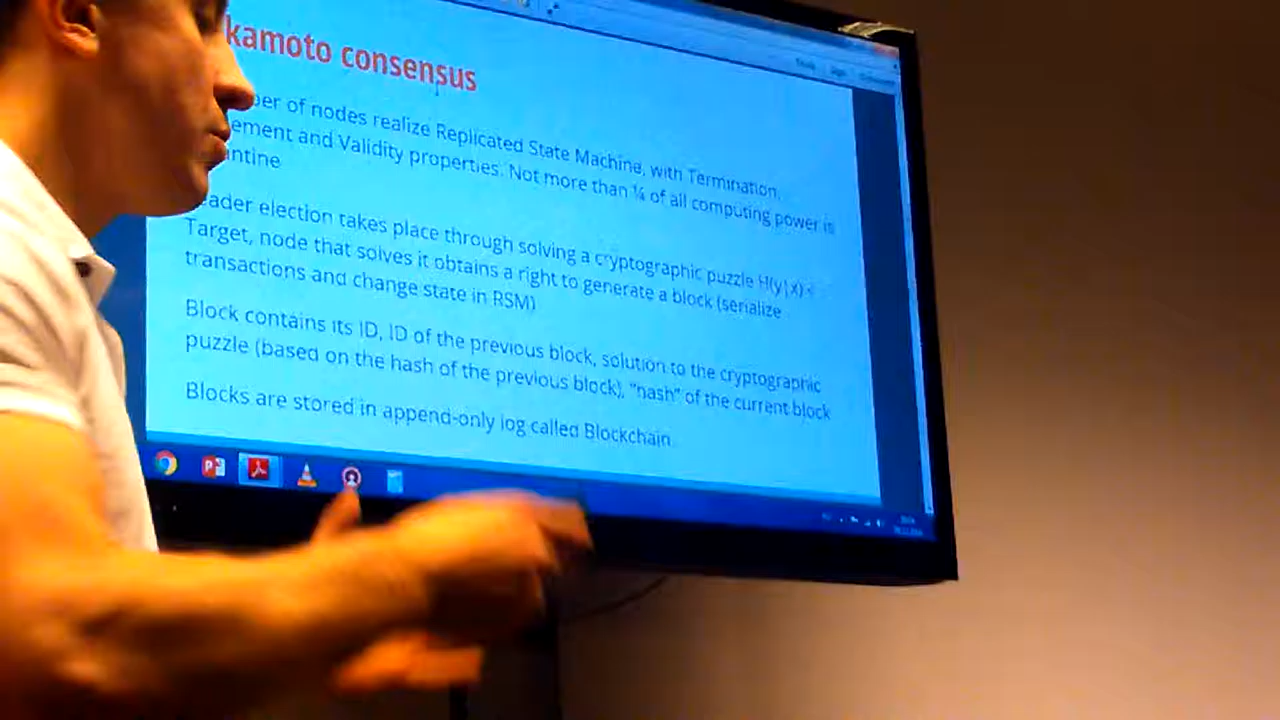 kamoto consensus
ber of nodes realize Replicated State Machine, with Termination,
ement and Validity properties. Not more than ¼ of all computing power is
antine
eader election takes place through solving a cryptographic puzzle H(y|x) <
Target, node that solves it obtains a right to generate a block (serialize
transactions and change state in RSM)
Block contains its ID, ID of the previous block, solution to the cryptographic
puzzle (based on the hash of the previous block), "hash" of the current block
Blocks are stored in append-only log called Blockchain